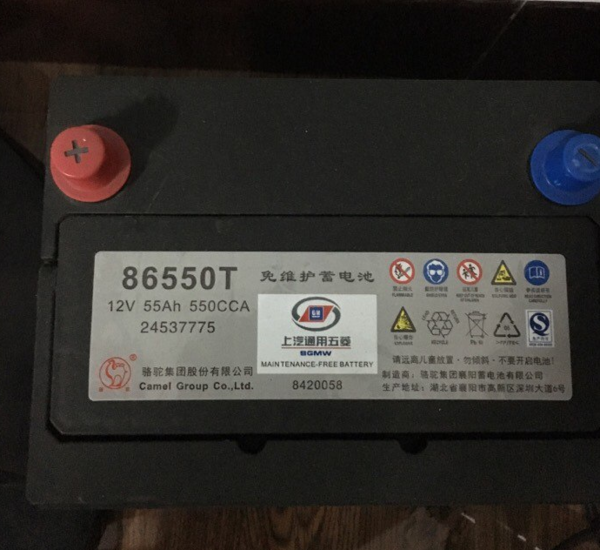 86550T
免维护蓄电池
12V 55Ah 550CCA
24537775
GM
上汽通用五菱
SGMW
MAINTENANCE-FREE BATTERY
8420058
骆驼集团股份有限公司
Camel Group Co.,Ltd.
Pb
请远离儿童放置·勿倾斜·不要开启电池!
制造商:骆驼集团襄阳蓄电池有限公司
生产地址:湖北省襄阳市高新区深圳大道6号